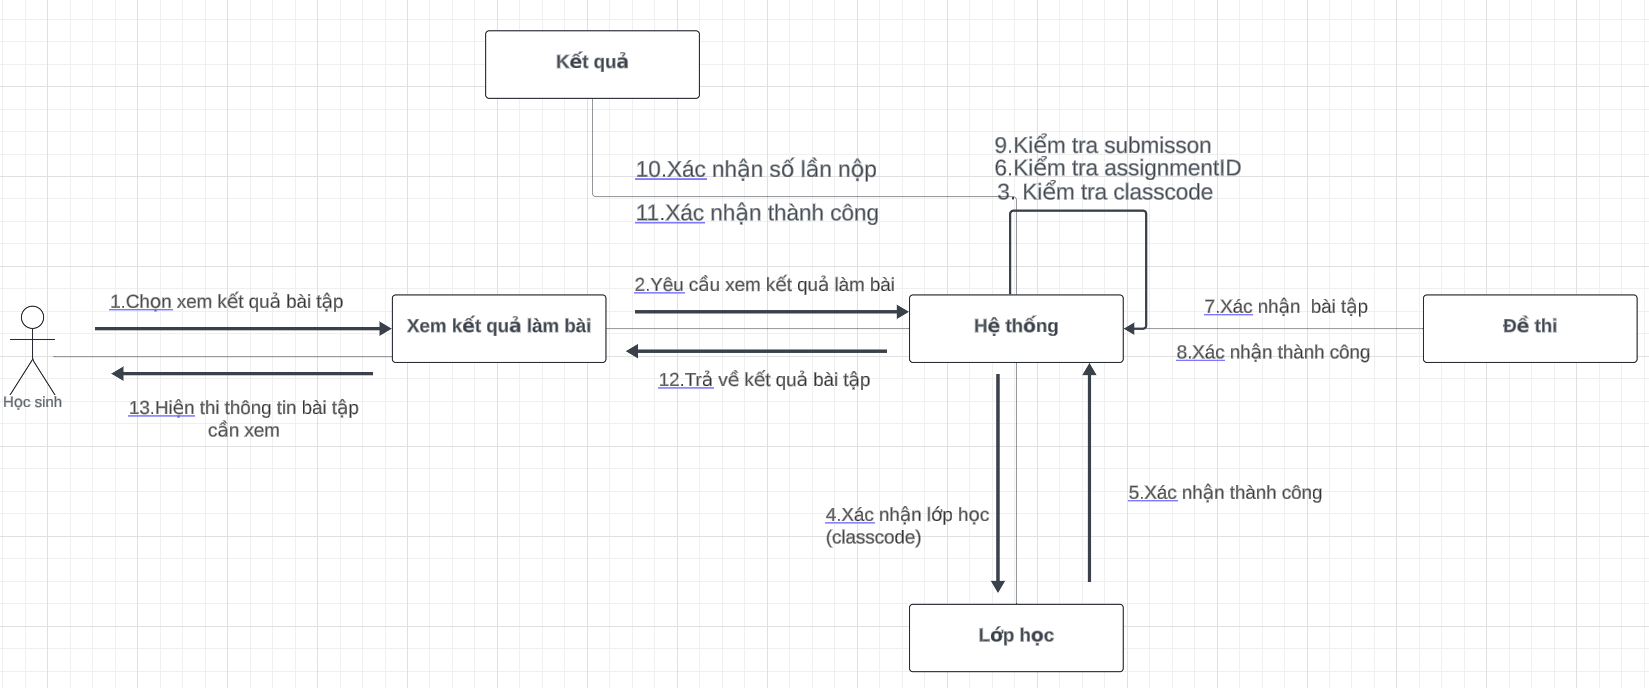 Kết quả
9.Kiểm tra submisson
6.Kiểm tra assignmentID
3. Kiểm tra classcode
10.Xác nhận số lần nộp
11.Xác nhận thành công
1.Chọn xem kết quả bài tập
2.Yêu cầu xem kết quả làm bài
7.Xác nhận bài tập
Xem kết quả làm bài
Hệ thống
Đề thi
8.Xác nhận thành công
12.Trả về kết quả bài tập
Học sinh
13.Hiện thi thông tin bài tập
cần xem
5.Xác nhận thành công
4.Xác nhận lớp học
(classcode)
Lớp học